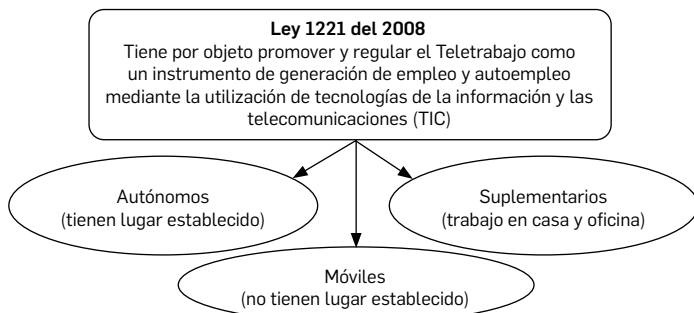 Ley 1221 del 2008
Tiene por objeto promover y regular el Teletrabajo como
un instrumento de generación de empleo y autoempleo
mediante la utilización de tecnologías de la información y las
telecomunicaciones (TIC)
Autónomos
(tienen lugar establecido)
Suplementarios
(trabajo en casa y oficina)
Móviles
(no tienen lugar establecido)